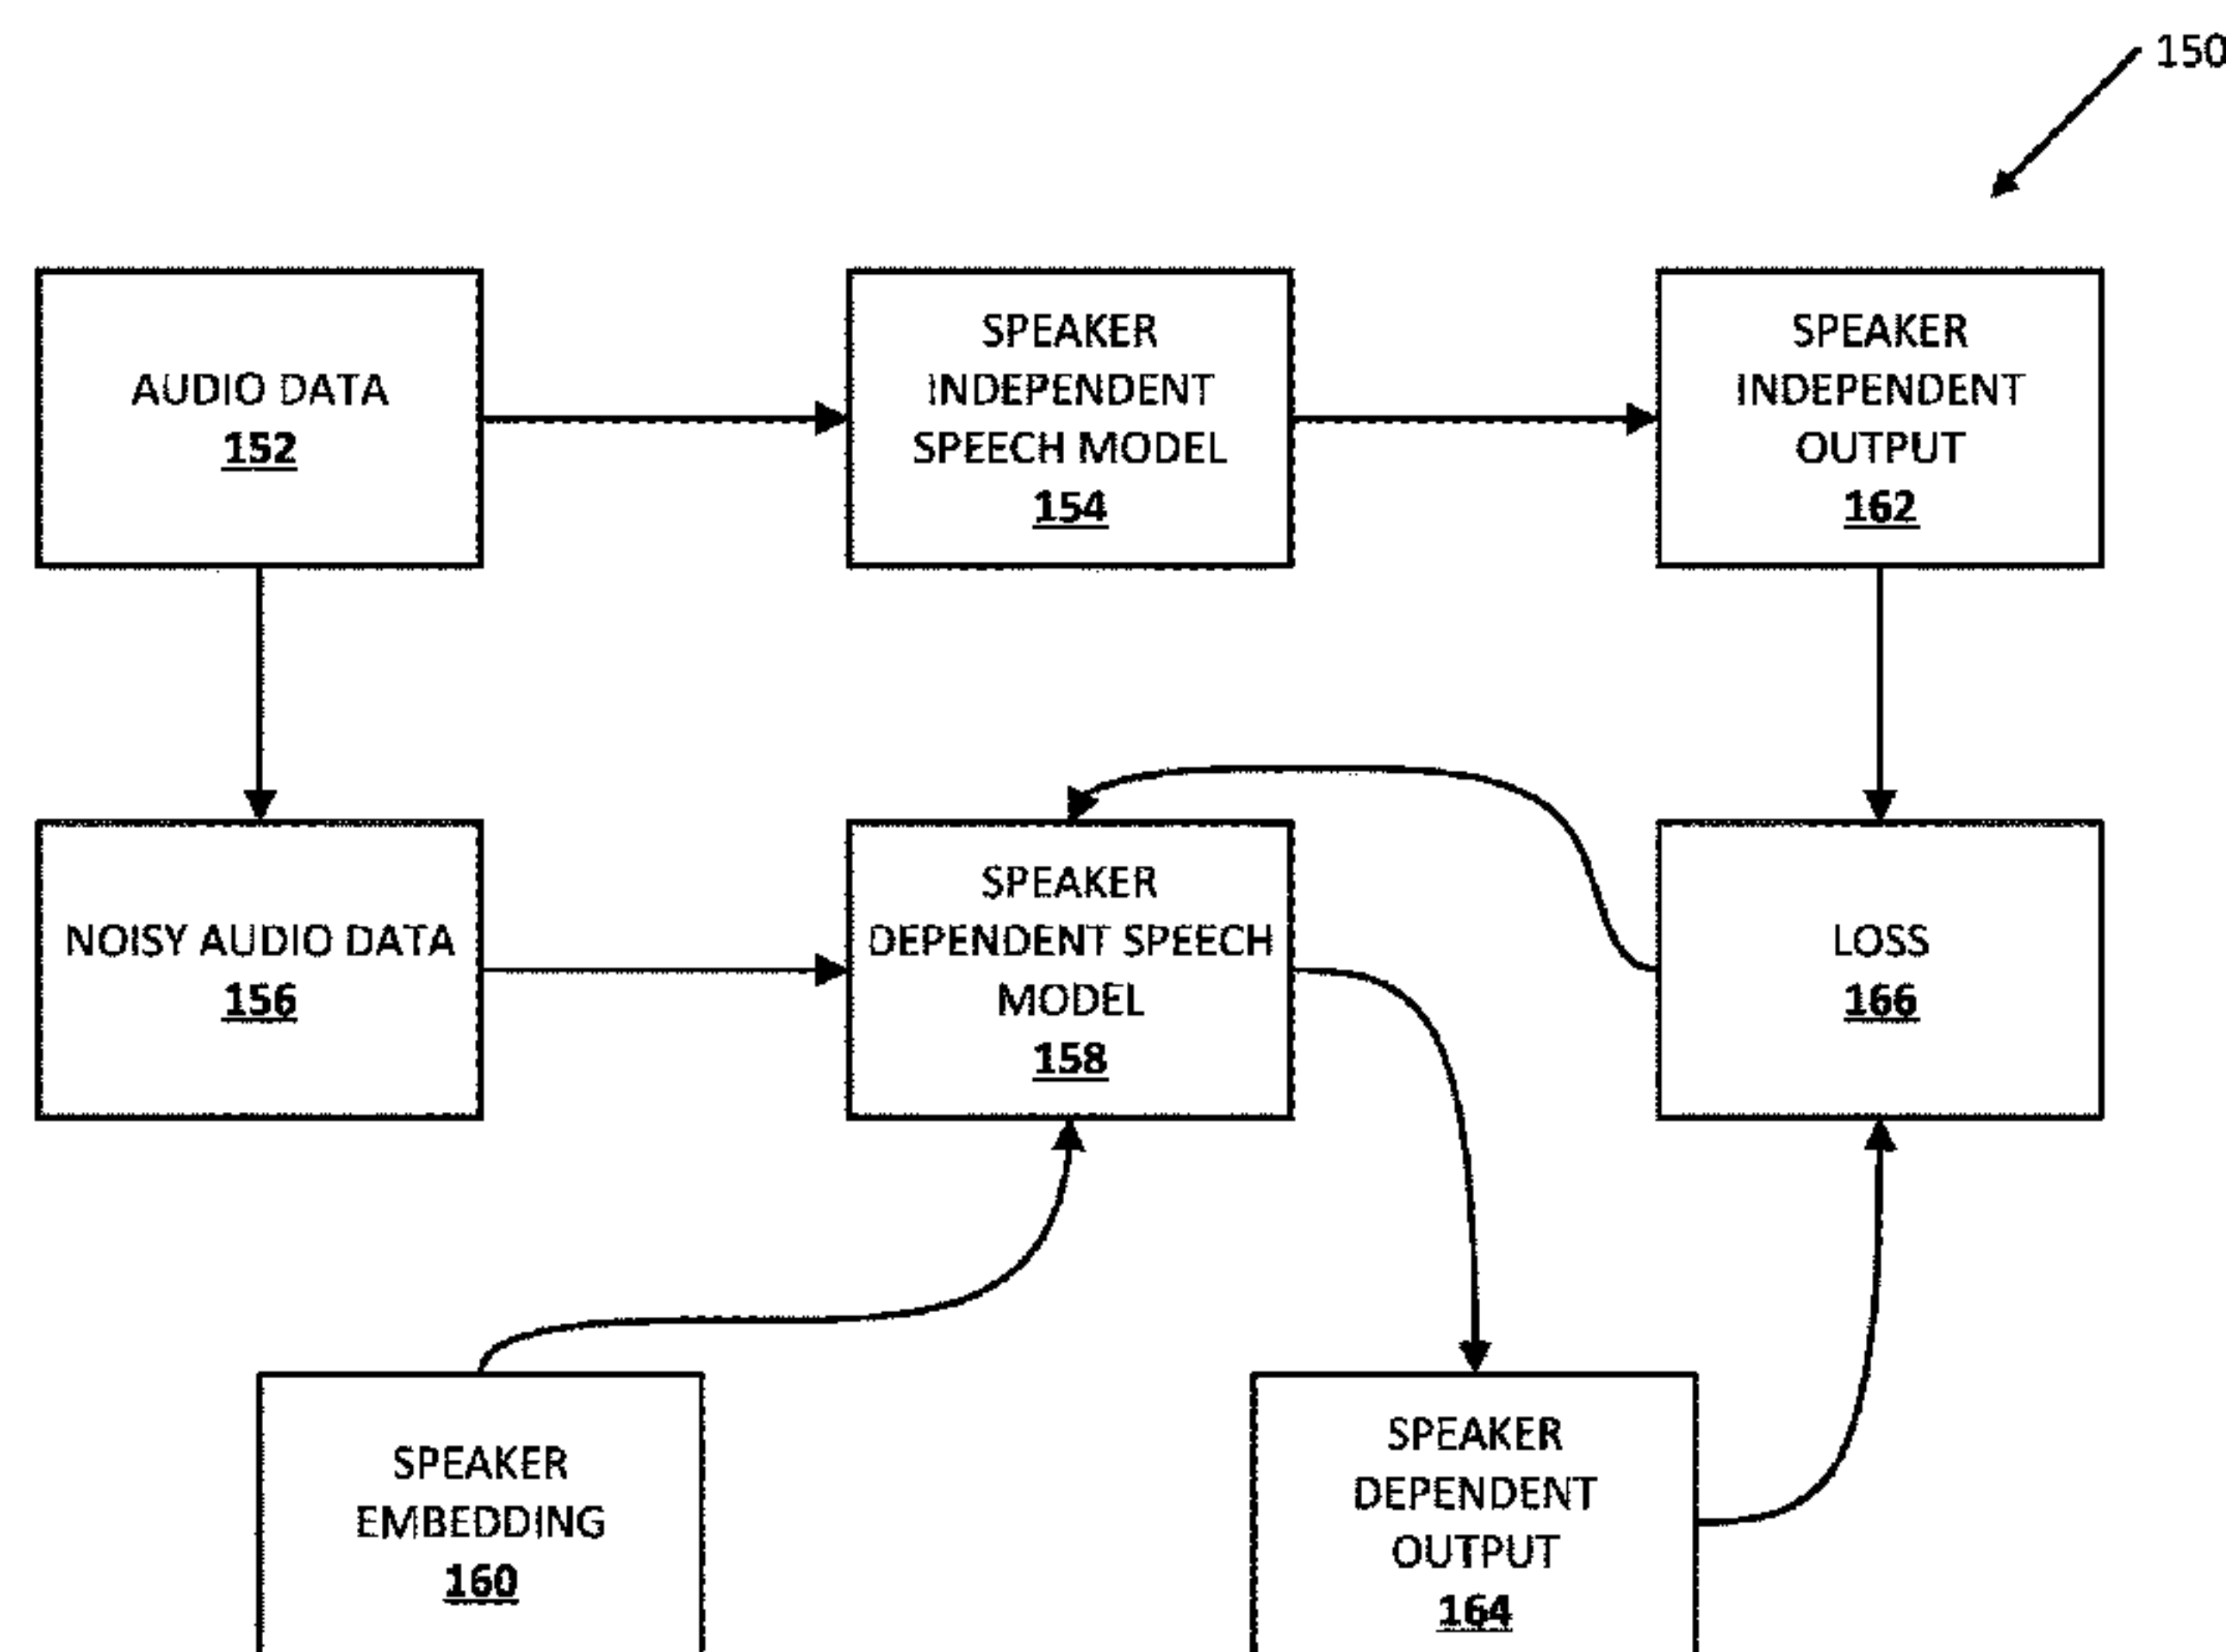 150
AUDIO DATA
152
SPEAKER
INDEPENDENT
SPEECH MODEL
154
SPEAKER
INDEPENDENT
OUTPUT
162
NOISY AUDIO DATA
156
SPEAKER
DEPENDENT SPEECH
MODEL
158
LOSS
166
SPEAKER
EMBEDDING
160
SPEAKER
DEPENDENT
OUTPUT
164